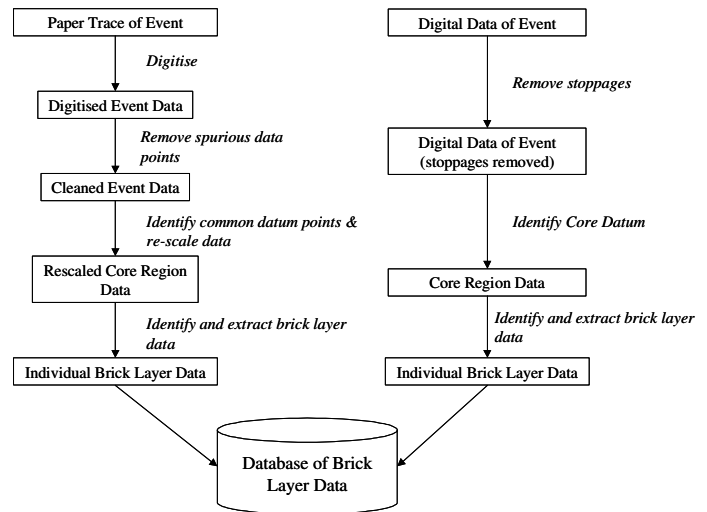 Paper Trace of Event
Digitise
Digitised Event Data
Remove spurious data
points
Cleaned Event Data
Identify common datum points &
re-scale data
Rescaled Core Region
Data
Identify and extract brick layer
data
Individual Brick Layer Data
Digital Data of Event
Remove stoppages
Digital Data of Event
(stoppages removed)
Identify Core Datum
Core Region Data
Identify and extract brick layer
data
Individual Brick Layer Data
Database of Brick
Layer Data